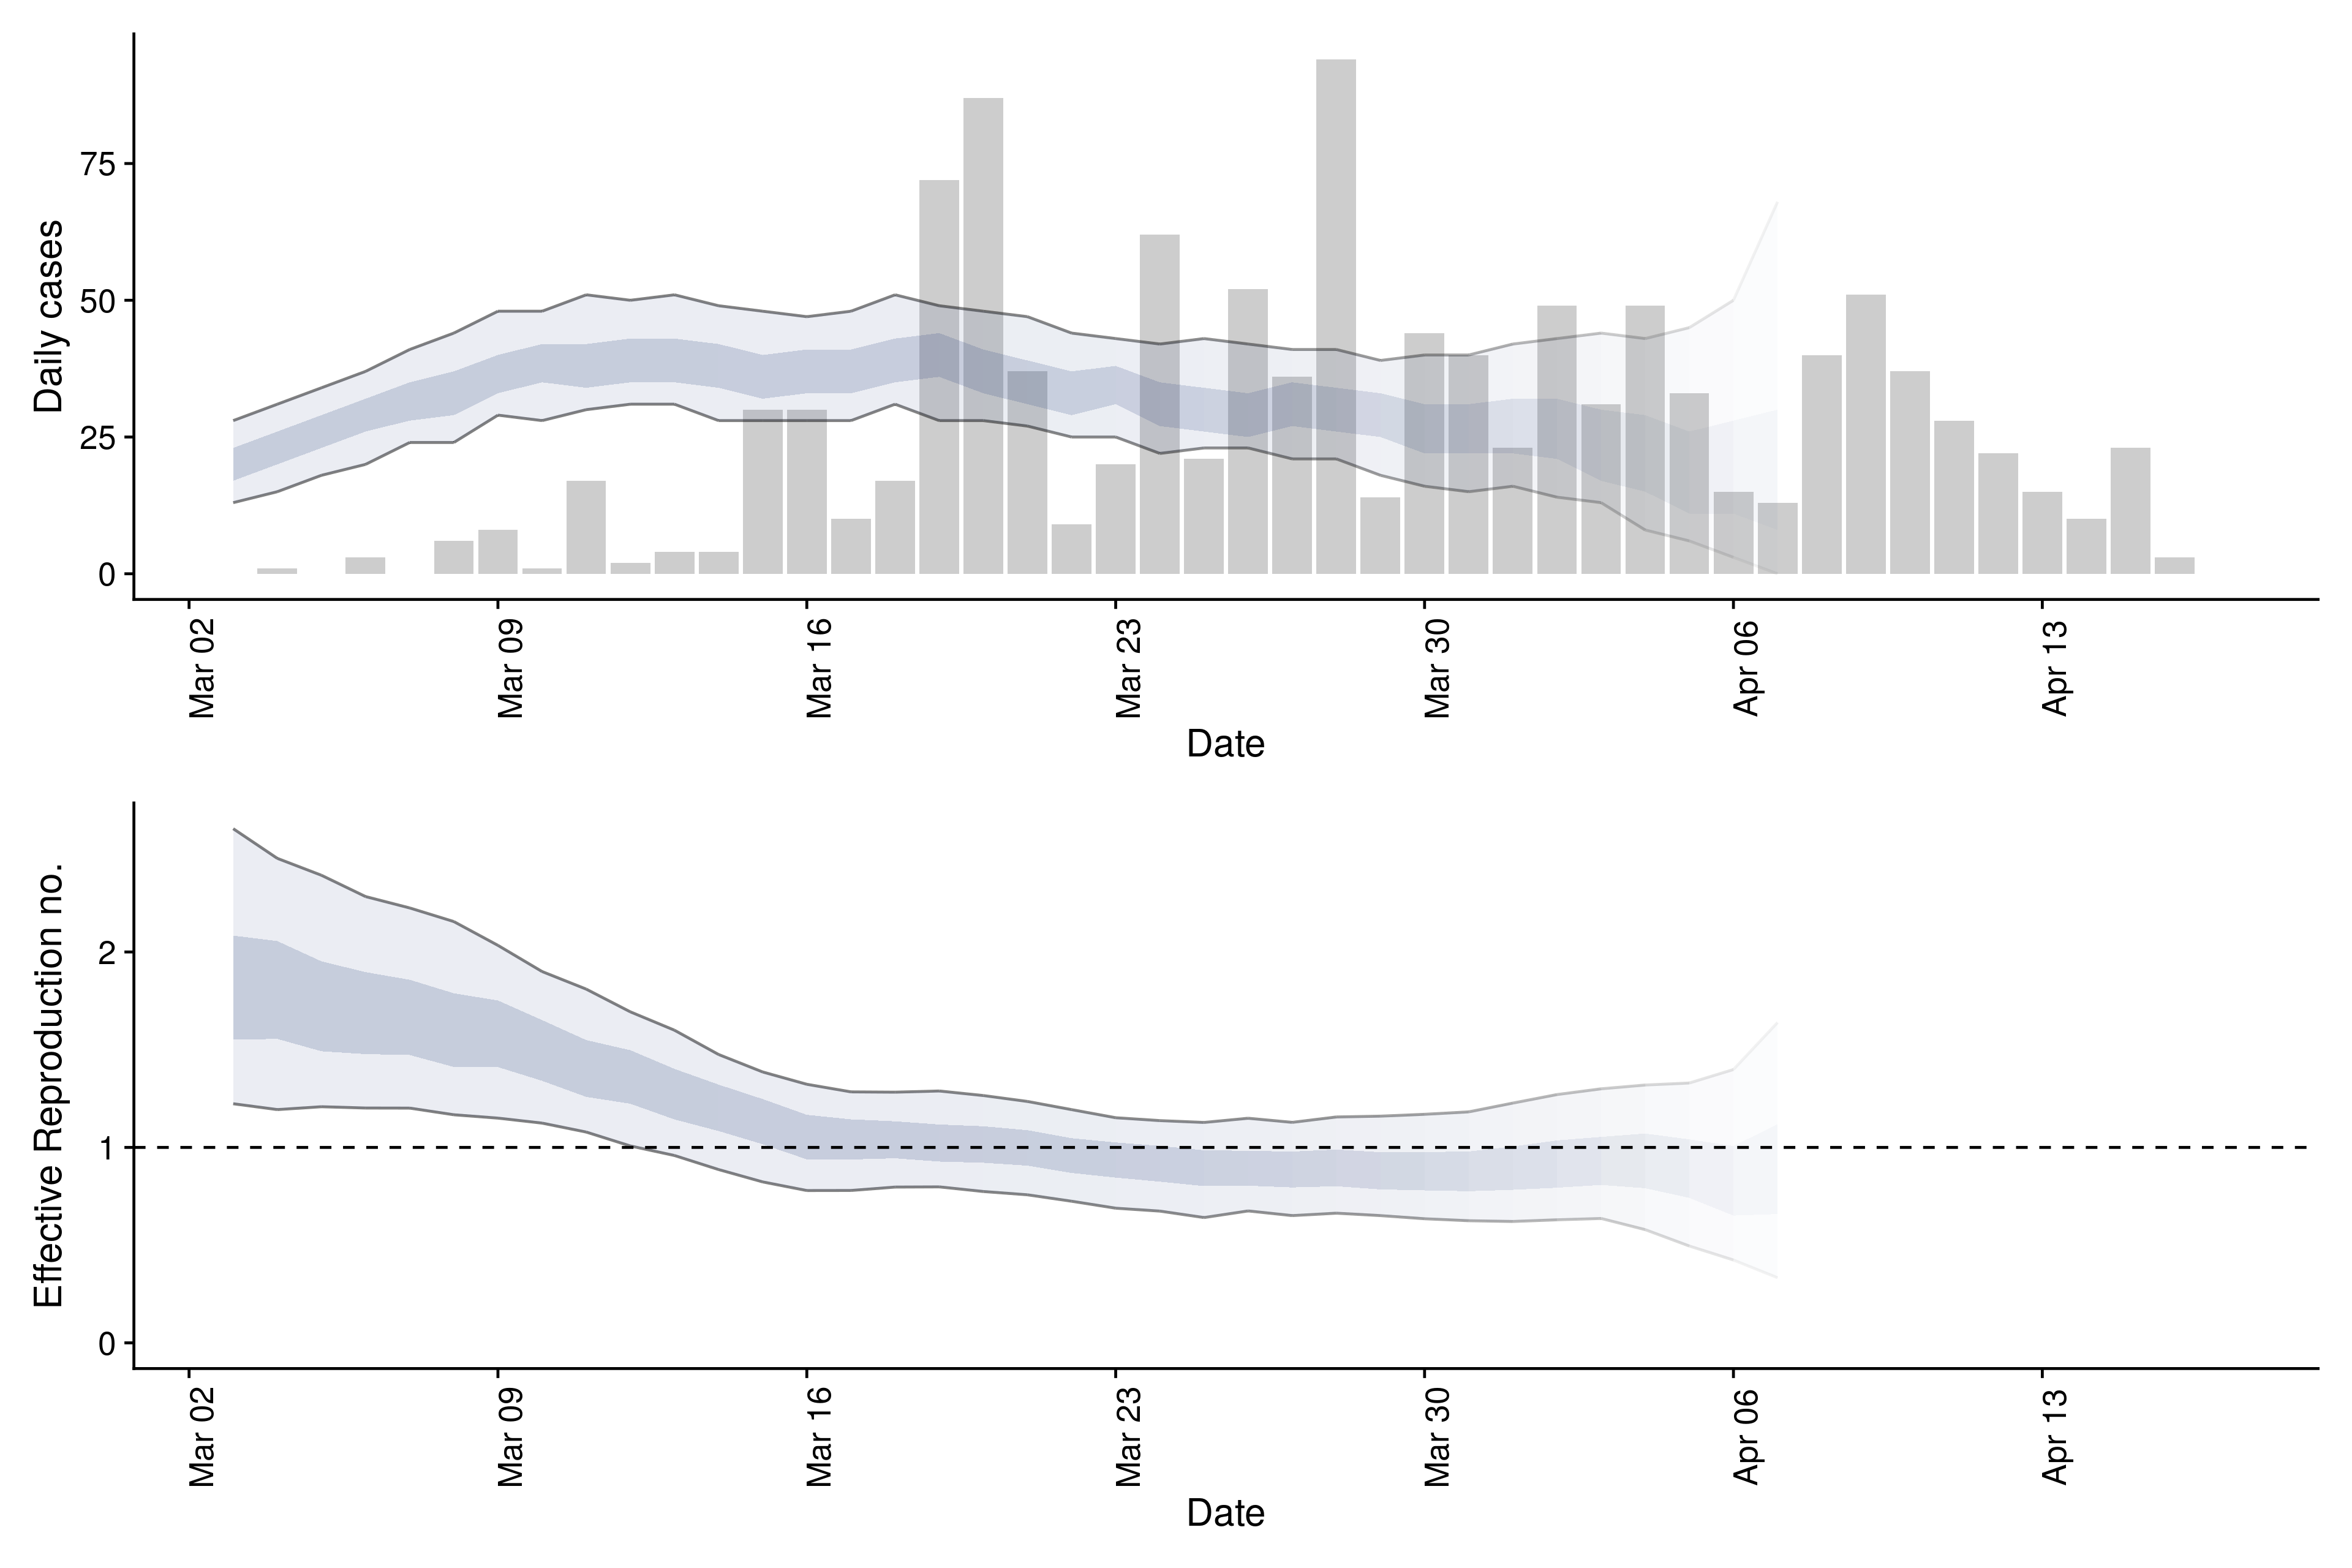 Daily cases
75
50
25
0
Mar 02
Mar 09
Mar 16
Mar 23
Mar 30
Apr 06
Apr 13
Date
Effective Reproduction no.
2
1
0
Mar 02
Mar 09
Mar 16
Mar 23
Mar 30
Apr 06
Apr 13
Date